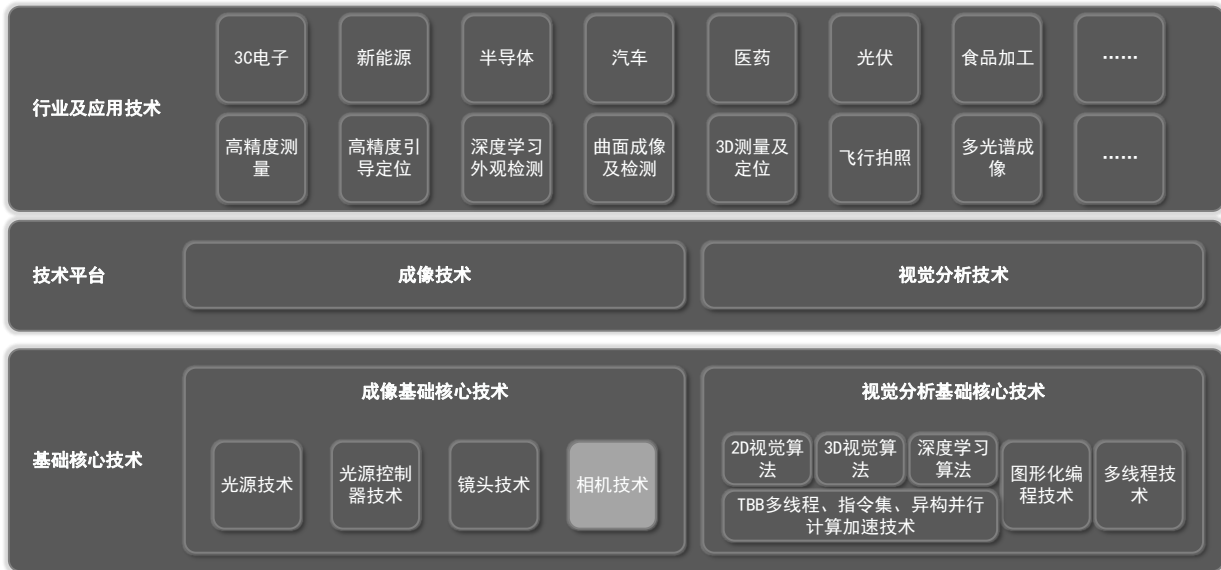 3C电子
新能源
半导体
汽车
医药
光伏
食品加工
……
行业及应用技术
高精度测
量
高精度引
导定位
深度学习
外观检测
曲面成像
及检测
3D测量及
定位
飞行拍照
多光谱成
像
……
技术平台
成像技术
视觉分析技术
基础核心技术
成像基础核心技术
光源技术
光源控制
器技术
镜头技术
相机技术
视觉分析基础核心技术
2D视觉算
法
3D视觉算
法
深度学习
算法
TBB多线程、指令集、异构并行
计算加速技术
图形化编
程技术
多线程技
术